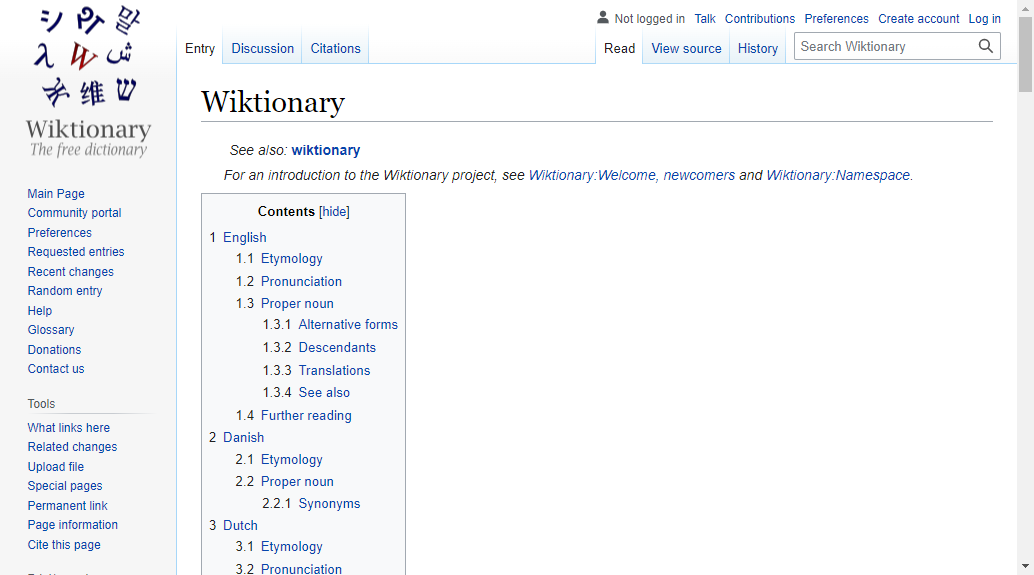 シ
말
λ
W
ش
维
ש
Wiktionary
The free dictionary
Main Page
Community portal
Preferences
Requested entries
Recent changes
Random entry
Help
Glossary
Donations
Contact us
Tools
What links here
Related changes
Upload file
Special pages
Permanent link
Page information
Cite this page
Not logged in Talk Contributions Preferences Create account Log in
Entry Discussion Citations Read View source History Search Wiktionary
Wiktionary
See also: wiktionary
For an introduction to the Wiktionary project, see Wiktionary:Welcome, newcomers and Wiktionary:Namespace.
Contents [hide]
1 English
1.1 Etymology
1.2 Pronunciation
1.3 Proper noun
1.3.1 Alternative forms
1.3.2 Descendants
1.3.3 Translations
1.3.4 See also
1.4 Further reading
2 Danish
2.1 Etymology
2.2 Proper noun
2.2.1 Synonyms
3 Dutch
3.1 Etymology
3.2 Pronunciation